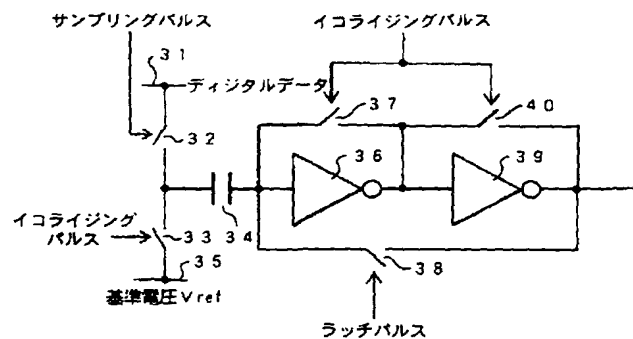 サンプリングパルス
イコライジングパルス
31
ディジタルデータ
32
37
40
36
39
イコライジング
パルス
33
34
35
38
基準電圧Vref
ラッチパルス